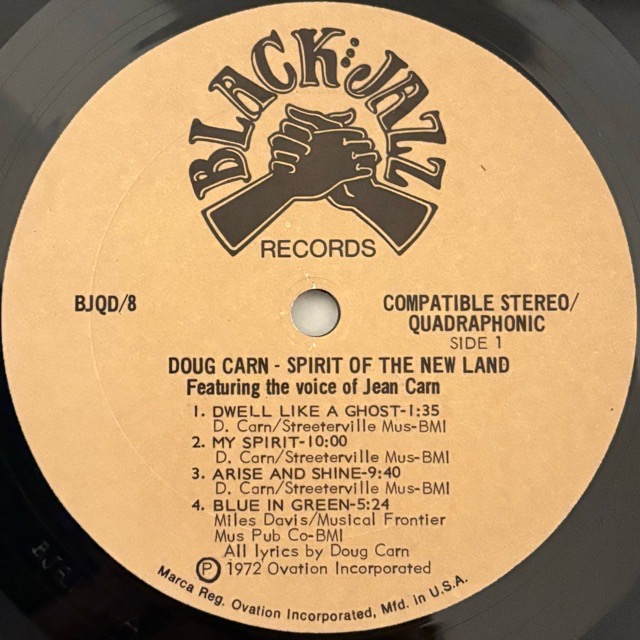 BLACK JAZZ
RECORDS
BJQD/8
COMPATIBLE STEREO/
QUADRAPHONIC
SIDE 1
DOUG CARN - SPIRIT OF THE NEW LAND
Featuring the voice of Jean Carn
1. DWELL LIKE A GHOST-1:35
D. Carn/Streeterville Mus-BMI
2. MY SPIRIT-10:00
D. Carn/Streeterville Mus-BMI
3. ARISE AND SHINE-9:40
D. Carn/Streeterville Mus-BMI
4. BLUE IN GREEN-5:24
Miles Davis/Musical Frontier
Mus Pub Co-BMI
All lyrics by Doug Carn
Ⓟ 1972 Ovation Incorporated
Marca Reg. Ovation Incorporated, Mfd. in U.S.A.